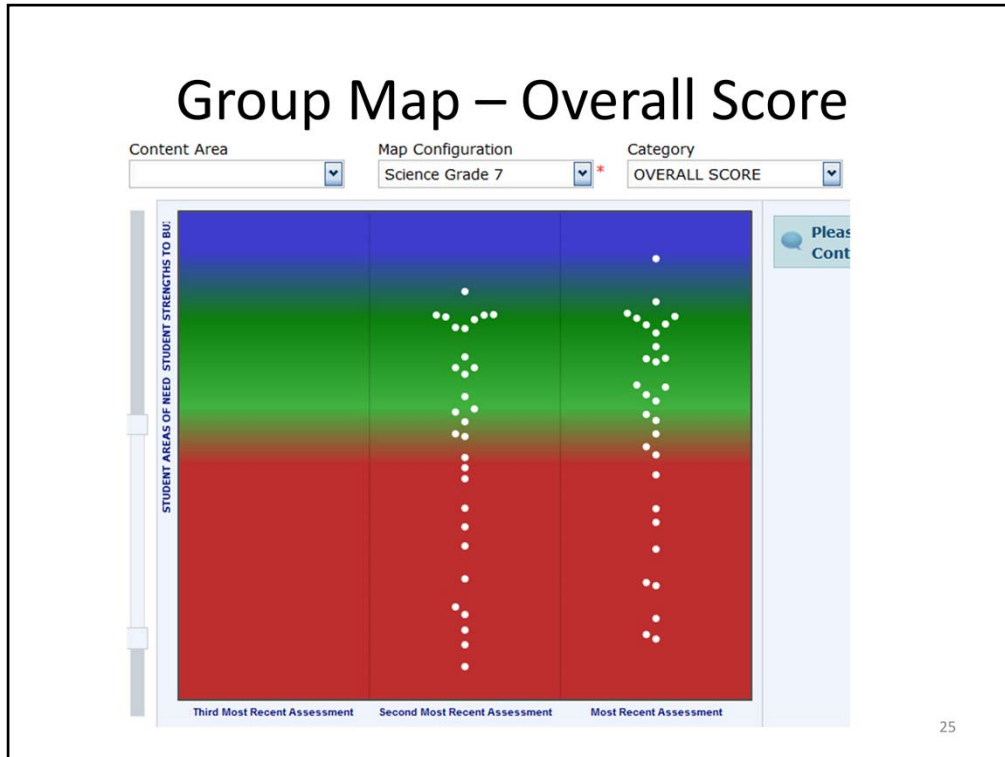 Group Map – Overall Score
Content Area
Map Configuration
Category
Science Grade 7
*
OVERALL SCORE
STUDENT AREAS OF NEED STUDENT STRENGTHS TO
Third Most Recent Assessment
Second Most Recent Assessment
Most Recent Assessment
25